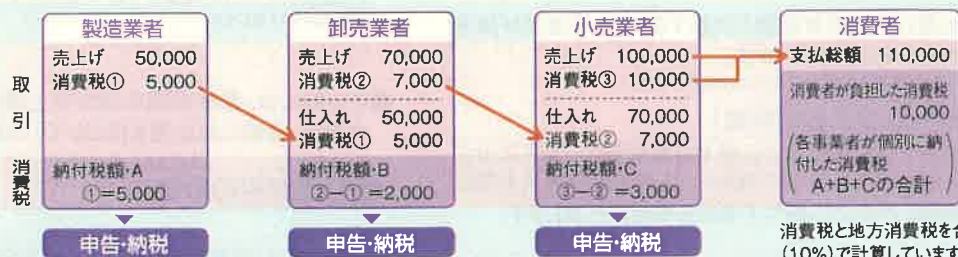 取引
消費税
製造業者
売上げ 50,000
消費税① 5,000
納付税額・A
①=5,000
申告・納税
卸売業者
売上げ 70,000
消費税② 7,000
仕入れ 50,000
消費税① 5,000
納付税額・B
②-① =2,000
申告・納税
小売業者
売上げ 100,000
消費税③ 10,000
仕入れ 70,000
消費税② 7,000
納付税額・C
③-② =3,000
申告・納税
消費者
支払総額 110,000
消費者が負担した消費税
10,000
(各事業者が個別に納
付した消費税
A+B+Cの合計)
消費税と地方消費税を合
(10%)で計算しています